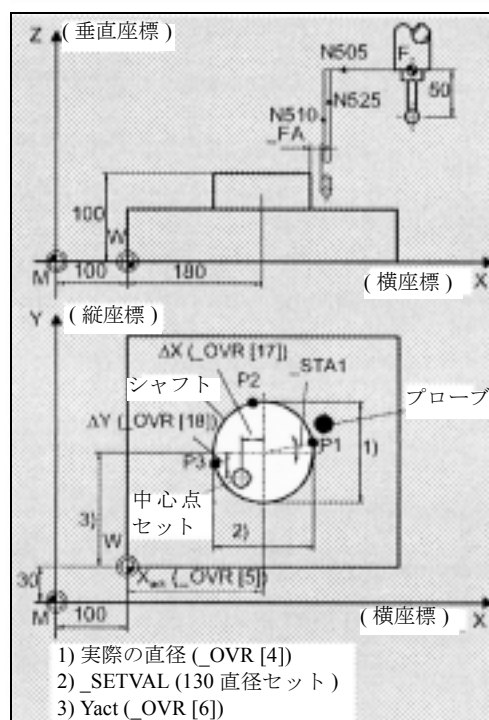 Z
( 垂直座標 )
F
N505
N525
50
N510
_FA
100
W
M
100
180
( 横座標 )
X
Y
( 縦座標 )
ΔX (_OVR [17])
_STA1
シャフト
P2
プローブ
ΔY (_OVR [18])
P1
1)
P3
中心点
セット
3)
2)
W
Xact (_OVR [5])
30
M
100
( 横座標 )
X
1) 実際の直径 (_OVR [4])
2) _SETVAL (130 直径セット )
3) Yact (_OVR [6])